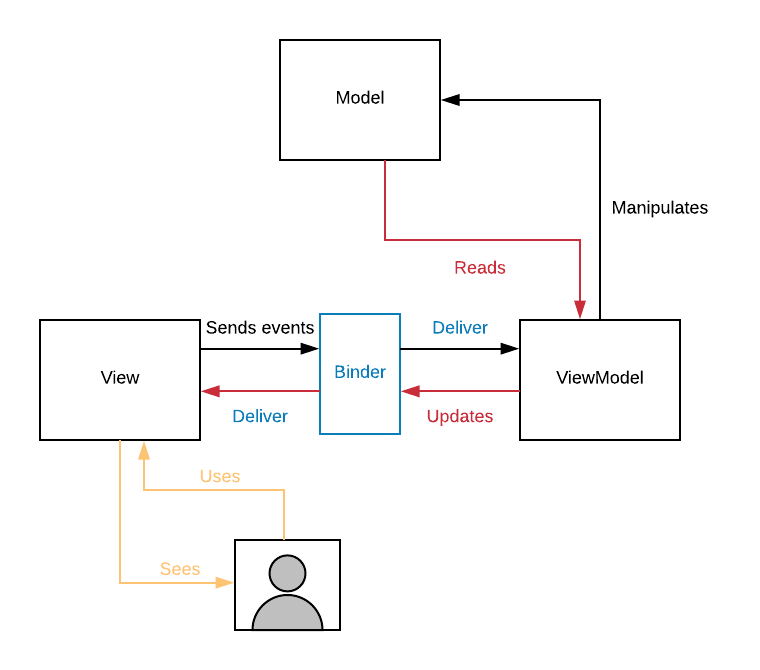 Model
Manipulates
Reads
Sends events
Deliver
View
Binder
ViewModel
Deliver
Updates
Uses
Sees